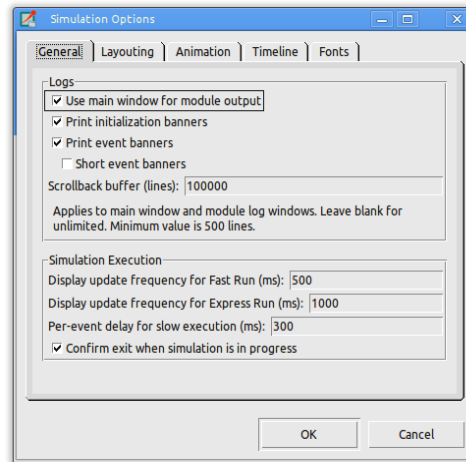 Simulation Options
General Layouting Animation Timeline Fonts
Logs
Use main window for module output
Print initialization banners
Print event banners
Short event banners
Scrollback buffer (lines): 100000
Applies to main window and module log windows. Leave blank for
unlimited. Minimum value is 500 lines.
Simulation Execution
Display update frequency for Fast Run (ms): 500
Display update frequency for Express Run (ms): 1000
Per-event delay for slow execution (ms): 300
Confirm exit when simulation is in progress
OK Cancel